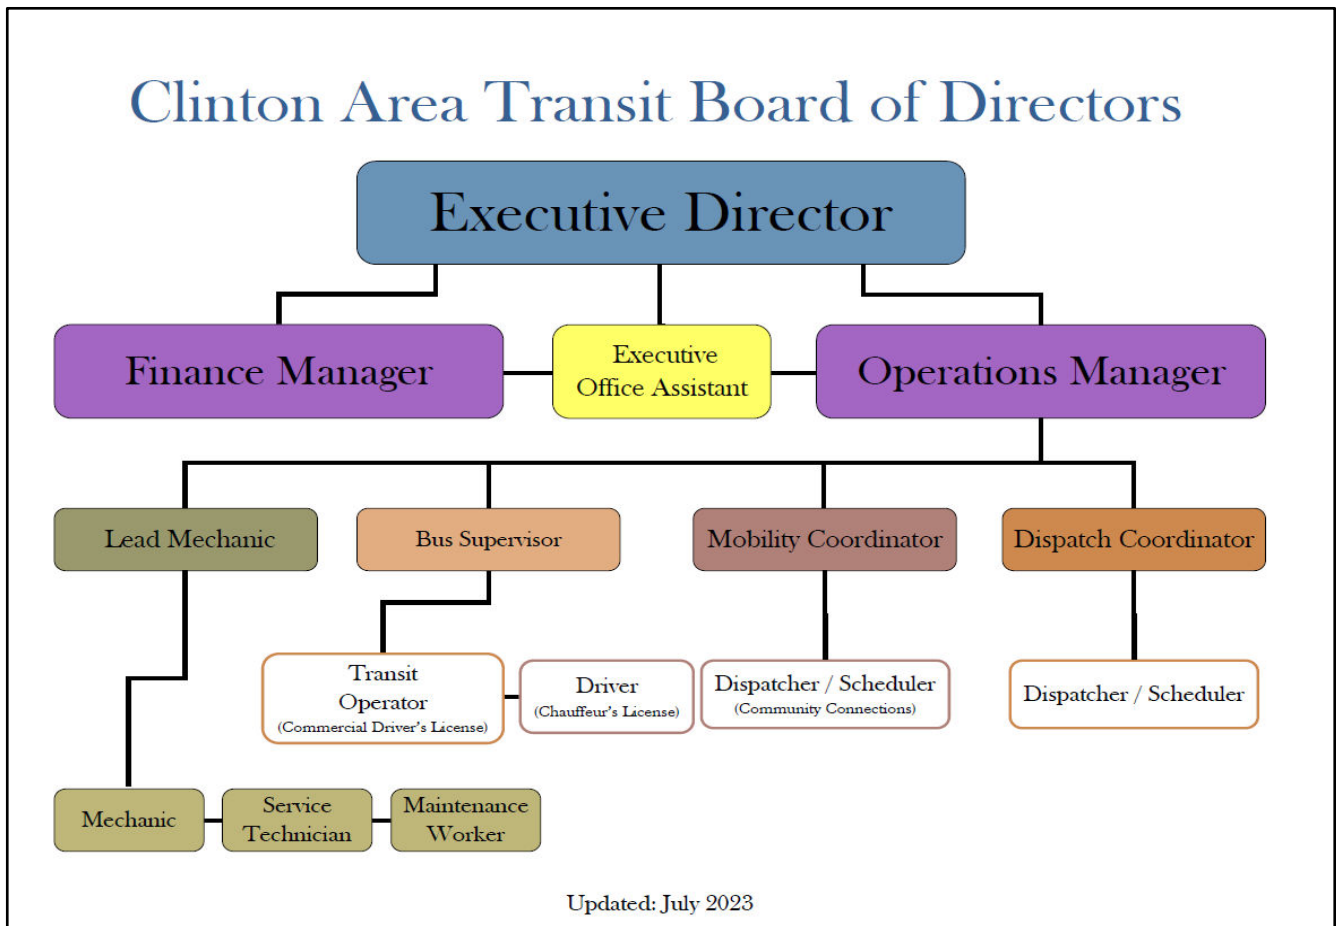 Clinton Area Transit Board of Directors
Executive Director
Finance Manager
Executive
Office Assistant
Operations Manager
Lead Mechanic
Bus Supervisor
Mobility Coordinator
Dispatch Coordinator
Transit
Operator
(Commercial Driver's License)
Driver
(Chauffeur's License)
Dispatcher / Scheduler
(Community Connections)
Dispatcher / Scheduler
Mechanic
Service
Technician
Maintenance
Worker
Updated: July 2023